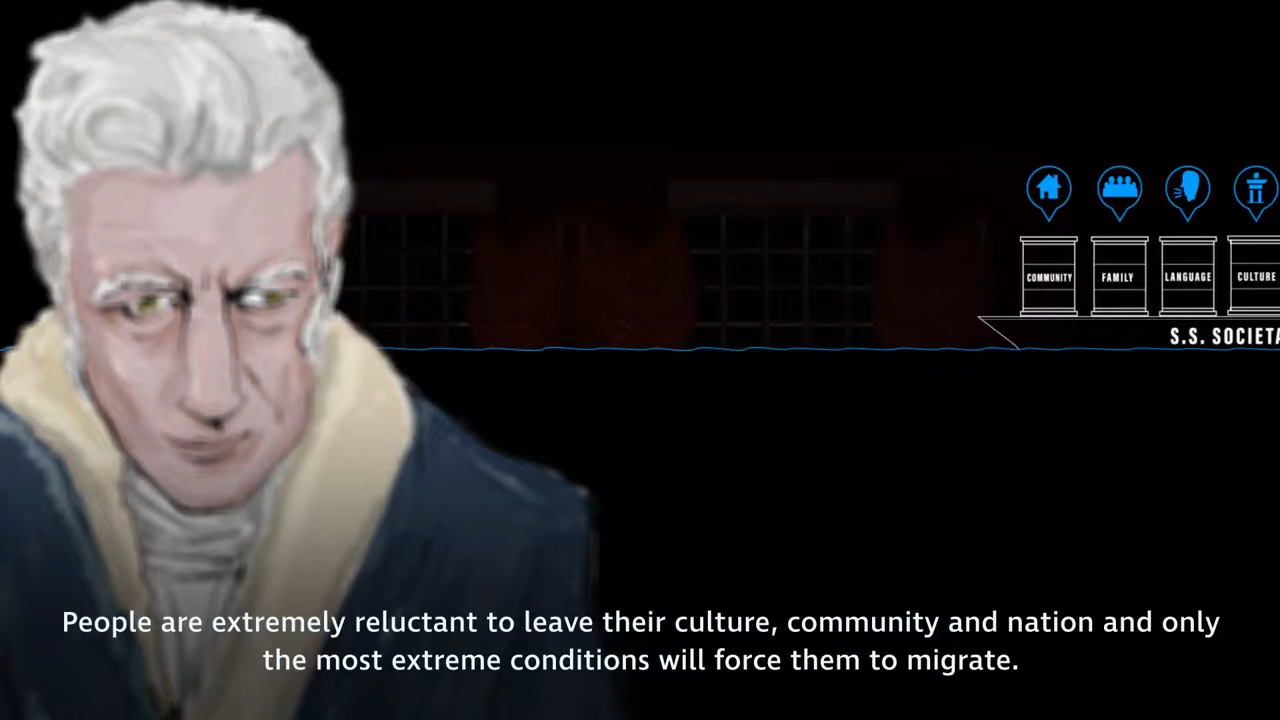 COMMUNITY
FAMILY
LANGUAGE
CULTURE
S.S. SOCIETA
People are extremely reluctant to leave their culture, community and nation and only
the most extreme conditions will force them to migrate.